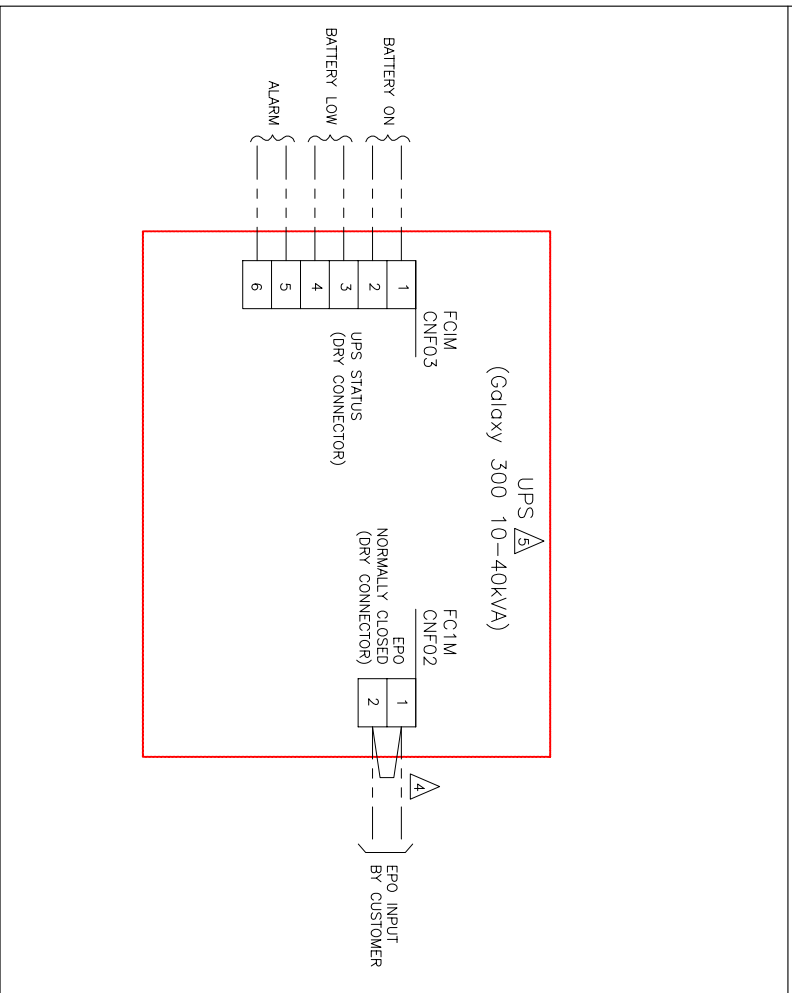 UPS 5
(Galaxy 300 10-40kVA)
FCIM
CNF03
FC1M
CNF02
4
BATTERY ON
BATTERY LOW
ALARM
1
2
3
4
5
6
UPS STATUS
(DRY CONNECTOR)
EPO
NORMALLY CLOSED
(DRY CONNECTOR)
1
2
EPO INPUT
BY CUSTOMER